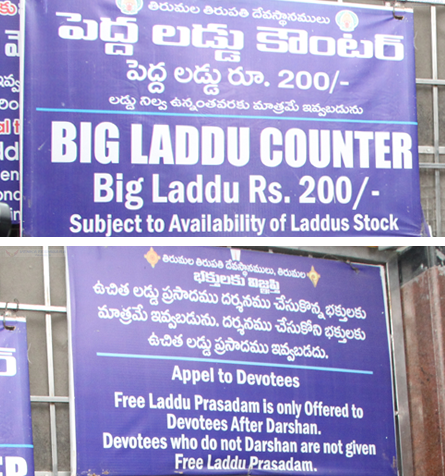 తిరుమల తిరుపతి దేవస్థానములు
పెద్ద లడ్డు కౌంటర్
పెద్ద లడ్డు రూ. 200/-
లడ్డు నిల్వ ఉన్నంతవరకు మాత్రమే ఇవ్వబడును
BIG LADDU COUNTER
Big Laddu Rs. 200/-
Subject to Availability of Laddus Stock
తిరుమల తిరుపతి దేవస్థానములు, తిరుమల
భక్తులకు విజ్ఞప్తి
ఉచిత లడ్డు ప్రసాదము దర్శనము చేసుకొన్న భక్తులకు
మాత్రమే ఇవ్వబడును. దర్శనము చేసుకోని భక్తులకు
ఉచిత లడ్డు ప్రసాదము ఇవ్వబడదు.
Appel to Devotees
Free Laddu Prasadam is only Offered to
Devotees After Darshan.
Devotees who do not Darshan are not given
Free Laddu Prasadam.